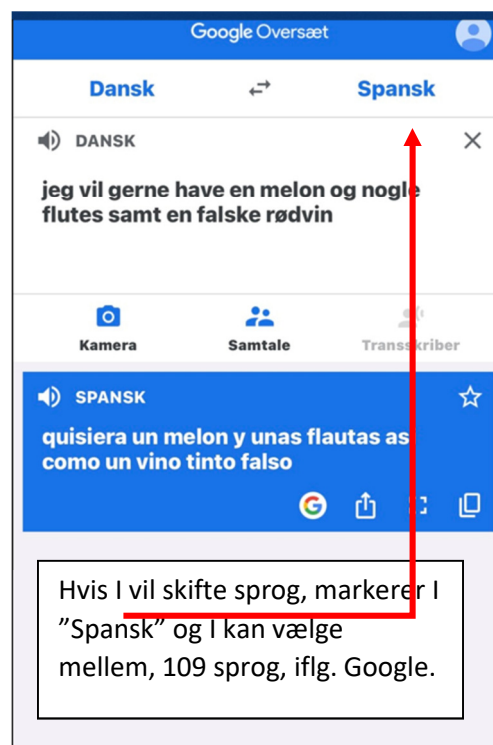 Google Oversæt
Dansk Spansk
DANSK
jeg vil gerne have en melon og nogle
flutes samt en falske rødvin
Kamera Samtale Transskriber
SPANSK
quisiera un melon y unas flautas as
como un vino tinto falso
G
Hvis I vil skifte sprog, markerer I
”Spansk” og I kan vælge
mellem, 109 sprog, iflg. Google.